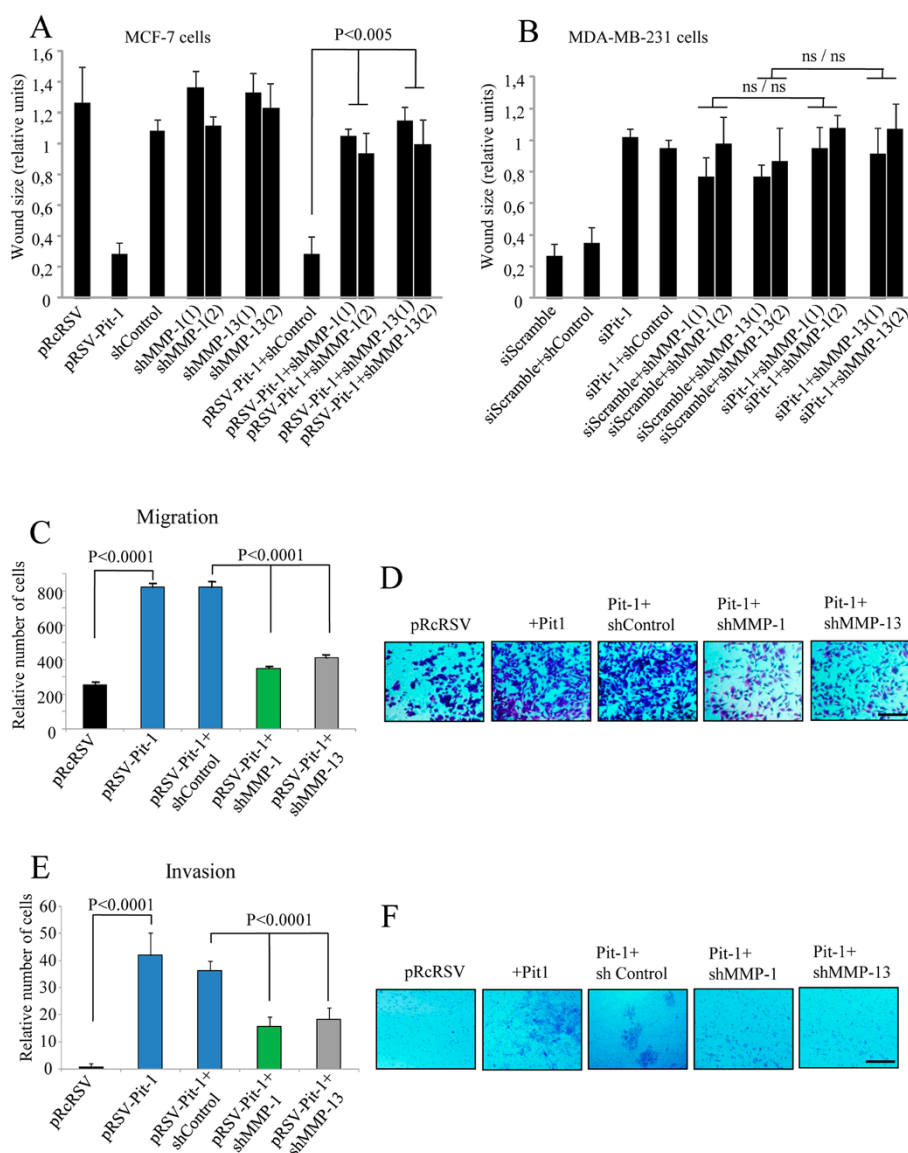 A
MCF-7 cells
P<0.005
Wound size (relative units)
1,6
1,4
1,2
1
0,8
0,6
0,4
0,2
0
pRcRSV
pRSV-Pit-1
shControl
shMMP-1(1)
shMMP-1(2)
shMMP-13(1)
shMMP-13(2)
pRSV-Pit-1+shControl
pRSV-Pit-1+shMMP-1(1)
pRSV-Pit-1+shMMP-1(2)
pRSV-Pit-1+shMMP-13(1)
pRSV-Pit-1+shMMP-13(2)
B
MDA-MB-231 cells
ns / ns
ns / ns
Wound size (relative units)
1,6
1,4
1,2
1
0,8
0,6
0,4
0,2
0
siScramble
siScramble+shControl
siPit-1
siPit-1+shControl
siScramble+shMMP-1(1)
siScramble+shMMP-1(2)
siScramble+shMMP-13(1)
siScramble+shMMP-13(2)
siPit-1+shMMP-1(1)
siPit-1+shMMP-1(2)
siPit-1+shMMP-13(1)
siPit-1+shMMP-13(2)
C
Migration
P<0.0001
P<0.0001
Relative number of cells
800
600
400
200
0
pRcRSV
pRSV-Pit-1
pRSV-Pit-1+
shControl
pRSV-Pit-1+
shMMP-1
pRSV-Pit-1+
shMMP-13
D
pRcRSV
+Pit1
Pit-1+
shControl
Pit-1+
shMMP-1
Pit-1+
shMMP-13
E
Invasion
P<0.0001
P<0.0001
Relative number of cells
60
50
40
30
20
10
0
pRcRSV
pRSV-Pit-1
pRSV-Pit-1+
shControl
pRSV-Pit-1+
shMMP-1
pRSV-Pit-1+
shMMP-13
F
pRcRSV
+Pit1
Pit-1+
sh Control
Pit-1+
shMMP-1
Pit-1+
shMMP-13